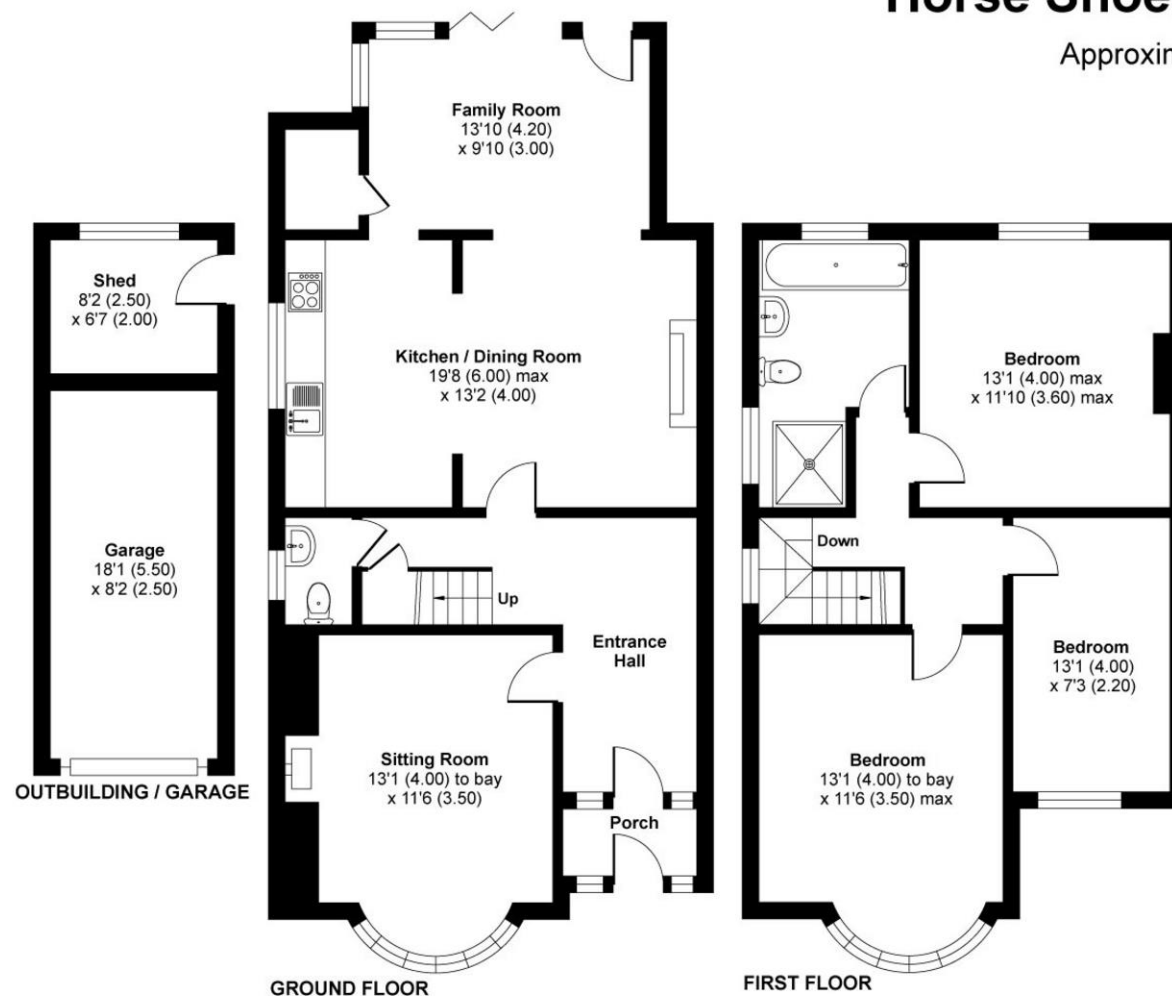 Horse Shoe
Approxim
Family Room
13'10 (4.20)
x 9'10 (3.00)
Shed
8'2 (2.50)
x 6'7 (2.00)
Kitchen / Dining Room
19'8 (6.00) max
x 13'2 (4.00)
Bedroom
13'1 (4.00) max
x 11'10 (3.60) max
Garage
18'1 (5.50)
x 8'2 (2.50)
Up
Down
Entrance
Hall
Bedroom
13'1 (4.00)
x 7'3 (2.20)
Sitting Room
13'1 (4.00) to bay
x 11'6 (3.50)
Bedroom
13'1 (4.00) to bay
x 11'6 (3.50) max
OUTBUILDING / GARAGE
Porch
GROUND FLOOR
FIRST FLOOR